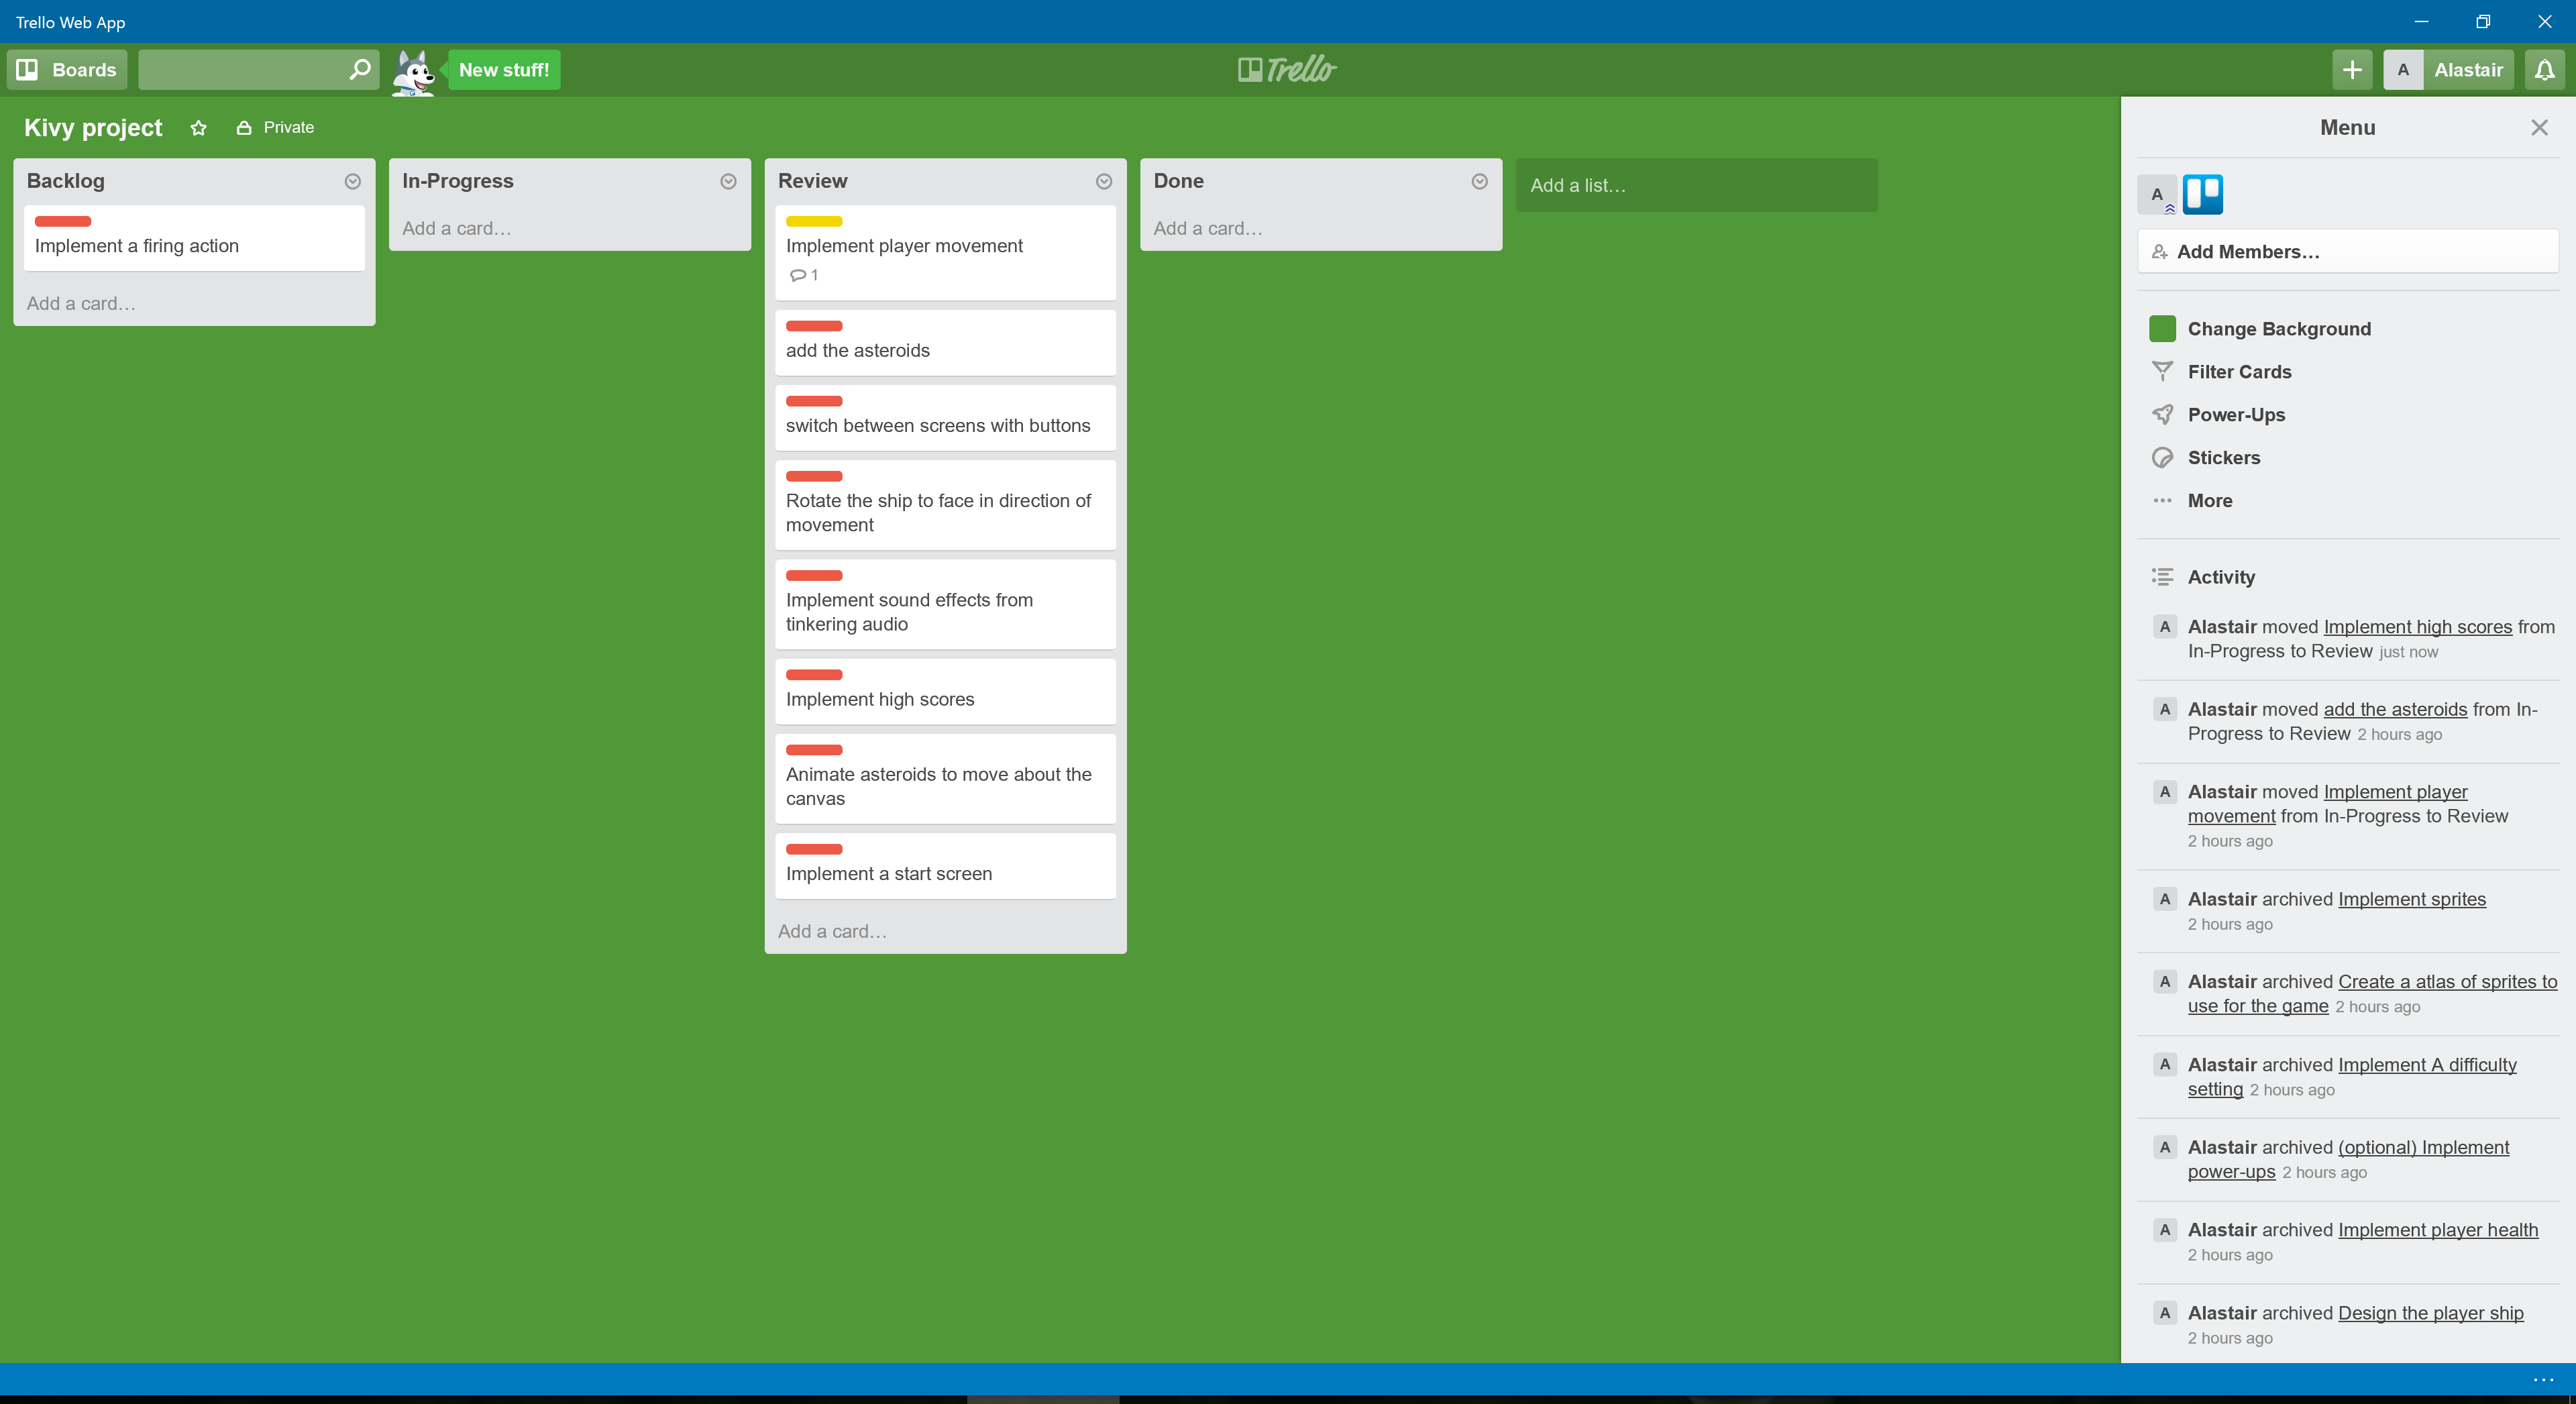 Trello Web App
Boards
New stuff!
Trello
A
Alastair
Kivy project
Private
Backlog
Implement a firing action
Add a card…
In-Progress
Add a card…
Review
Implement player movement
1
add the asteroids
switch between screens with buttons
Rotate the ship to face in direction of
movement
Implement sound effects from
tinkering audio
Implement high scores
Animate asteroids to move about the
canvas
Implement a start screen
Add a card…
Done
Add a card…
Add a list…
Menu
A
Add Members…
Change Background
Filter Cards
Power-Ups
Stickers
More
Activity
A
Alastair moved Implement high scores from
In-Progress to Review just now
A
Alastair moved add the asteroids from In-
Progress to Review 2 hours ago
A
Alastair moved Implement player
movement from In-Progress to Review
2 hours ago
A
Alastair archived Implement sprites
2 hours ago
A
Alastair archived Create a atlas of sprites to
use for the game 2 hours ago
A
Alastair archived Implement A difficulty
setting 2 hours ago
A
Alastair archived (optional) Implement
power-ups 2 hours ago
A
Alastair archived Implement player health
2 hours ago
A
Alastair archived Design the player ship
2 hours ago